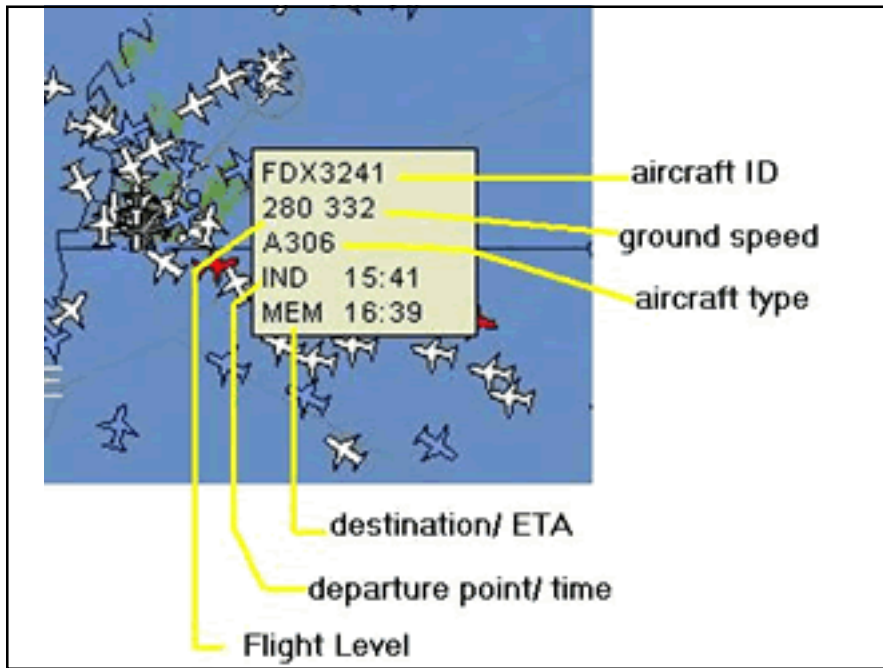 FDX3241
280 332
A306
IND 15:41
MEM 16:39
aircraft ID
ground speed
aircraft type
destination/ ETA
departure point/ time
Flight Level